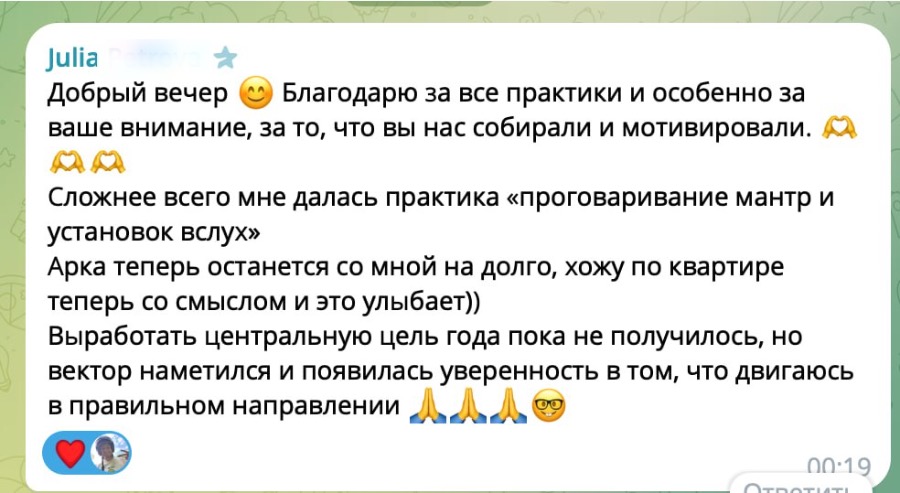 Julia
Добрый вечер 😊 Благодарю за все практики и особенно за
ваше внимание, за то, что вы нас собирали и мотивировали. 🫶
🫶🫶
Сложнее всего мне далась практика «проговаривание мантр и
установок вслух»
Арка теперь останется со мной на долго, хожу по квартире
теперь со смыслом и это улыбает))
Выработать центральную цель года пока не получилось, но
вектор наметился и появилась уверенность в том, что двигаюсь
в правильном направлении 🙏🙏🙏🤓
00:19
Ответить